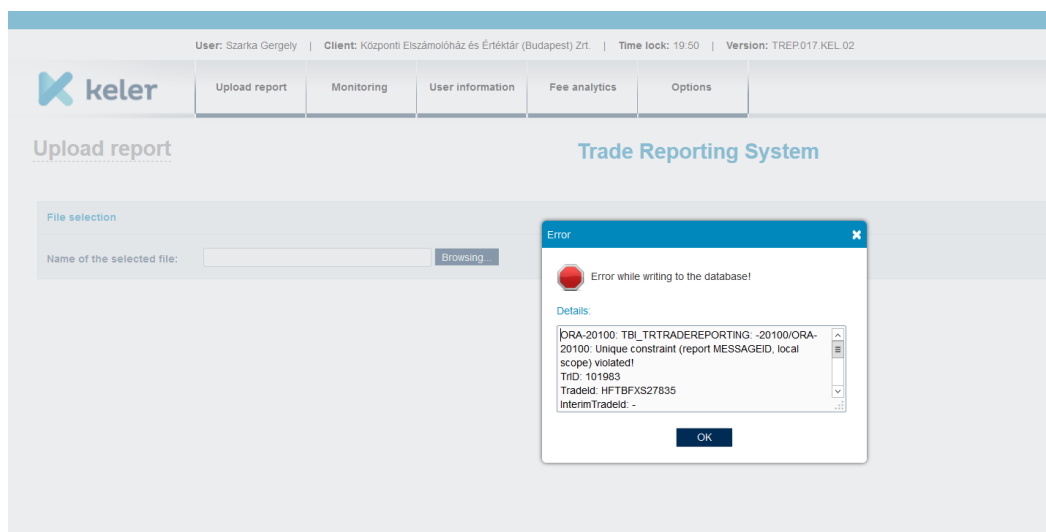 User: Szarka Gergely | Client: Központi Elszámolóház és Értéktár (Budapest) Zrt. | Time lock: 19:50 | Version: TREP.017.KEL.02
keler
Upload report
Monitoring
User information
Fee analytics
Options
Upload report
Trade Reporting System
File selection
Name of the selected file:
Browsing...
Error
Error while writing to the database!
Details:
ORA-20100: TBI_TRTRADEREPORTING: -20100/ORA-
20100: Unique constraint (report MESSAGEID, local
scope) violated!
TrID: 101983
TradeId: HFTBFXS27835
InterimTradeId: -
OK